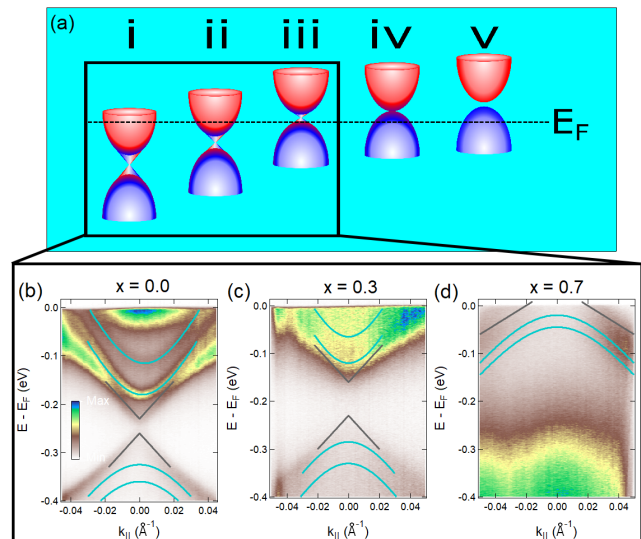 (a)
i ii iii iv v
E_F
(b) x = 0.0
(c) x = 0.3
(d) x = 0.7
E - E_F (eV)
0.0
-0.1
-0.2
-0.3
-0.4
Max
-0.04 -0.02 0.00 0.02 0.04
k_|| (Å⁻¹)
E - E_F (eV)
0.0
-0.1
-0.2
-0.3
-0.4
-0.04 -0.02 0.00 0.02 0.04
k_|| (Å⁻¹)
E - E_F (eV)
0.0
-0.1
-0.2
-0.3
-0.4
-0.04 -0.02 0.00 0.02 0.04
k_|| (Å⁻¹)